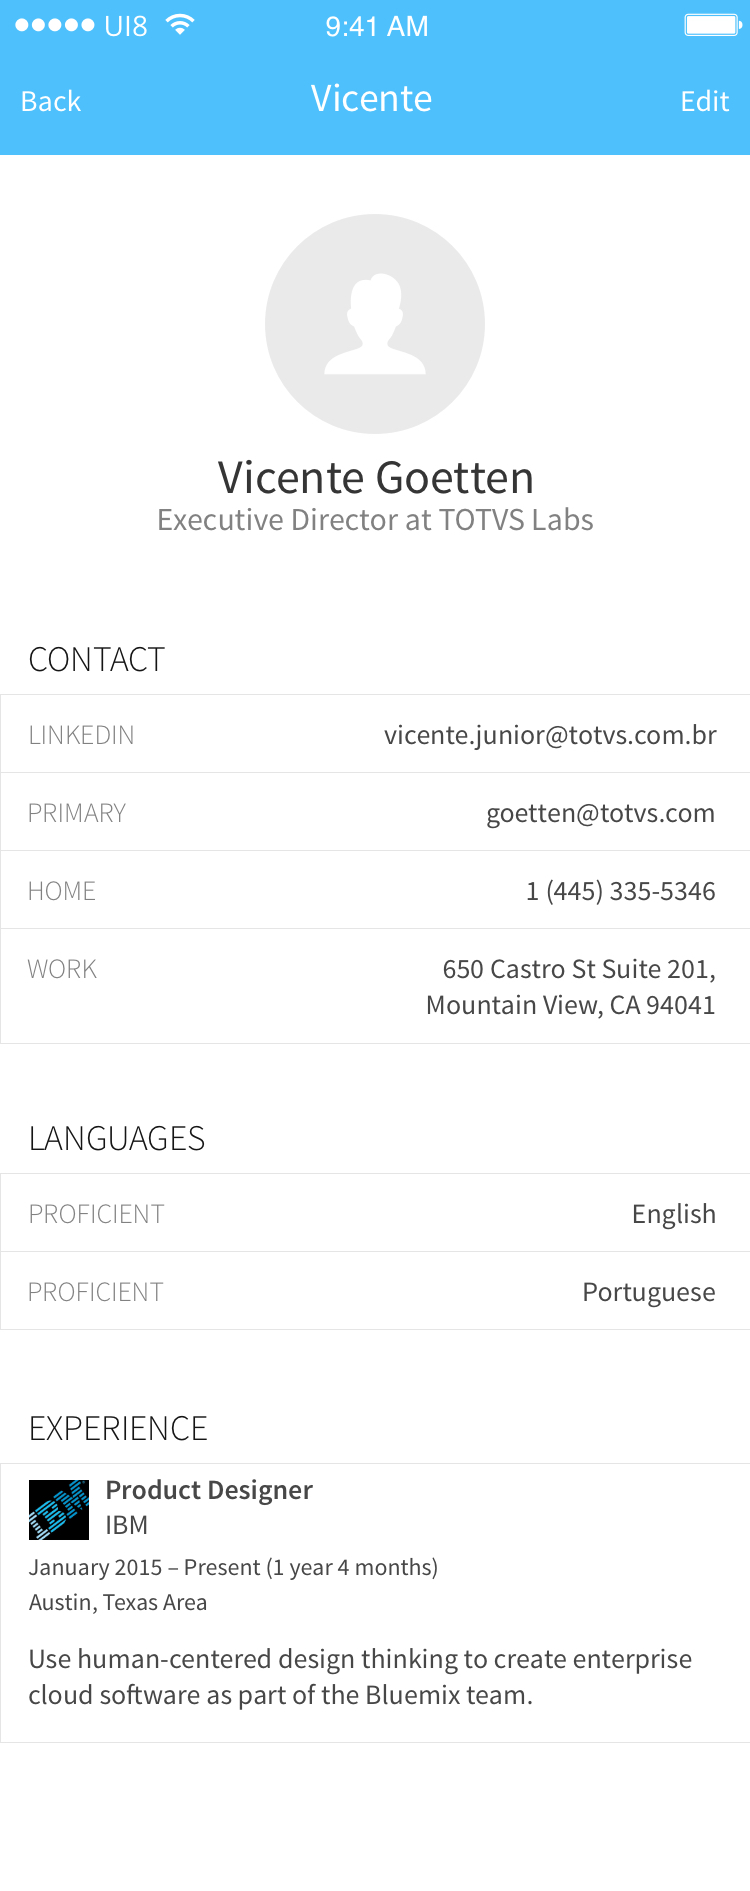 UI8 9:41 AM
Back Vicente Edit
Vicente Goetten
Executive Director at TOTVS Labs
CONTACT
LINKEDIN vicente.junior@totvs.com.br
PRIMARY goetten@totvs.com
HOME 1 (445) 335-5346
WORK 650 Castro St Suite 201,
Mountain View, CA 94041
LANGUAGES
PROFICIENT English
PROFICIENT Portuguese
EXPERIENCE
IBM
Product Designer
IBM
January 2015 – Present (1 year 4 months)
Austin, Texas Area
Use human-centered design thinking to create enterprise
cloud software as part of the Bluemix team.